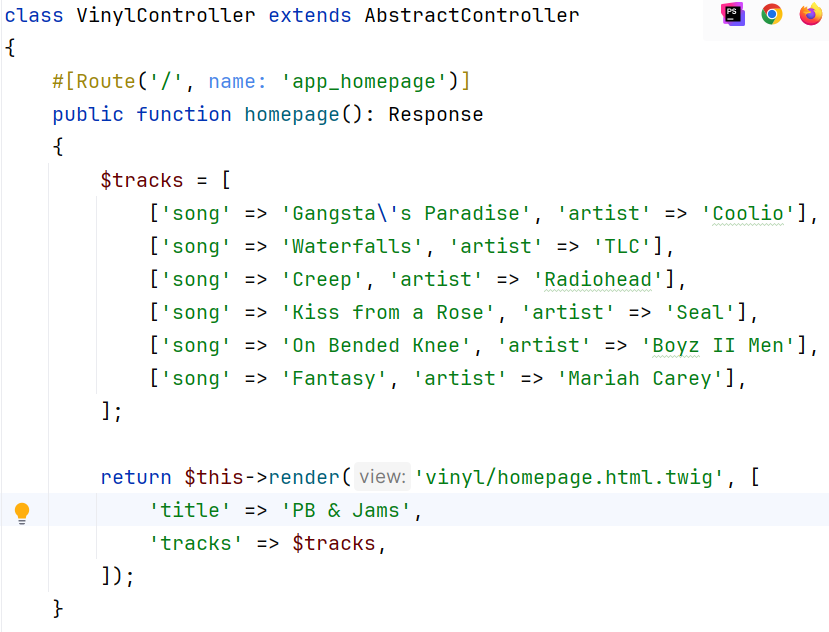 class VinylController extends AbstractController
{
    #[Route('/', name: 'app_homepage')]
    public function homepage(): Response
    {
        $tracks = [
            ['song' => 'Gangsta\'s Paradise', 'artist' => 'Coolio'],
            ['song' => 'Waterfalls', 'artist' => 'TLC'],
            ['song' => 'Creep', 'artist' => 'Radiohead'],
            ['song' => 'Kiss from a Rose', 'artist' => 'Seal'],
            ['song' => 'On Bended Knee', 'artist' => 'Boyz II Men'],
            ['song' => 'Fantasy', 'artist' => 'Mariah Carey'],
        ];
        return $this->render( view: 'vinyl/homepage.html.twig', [
            'title' => 'PB & Jams',
            'tracks' => $tracks,
        ]);
    }
PS